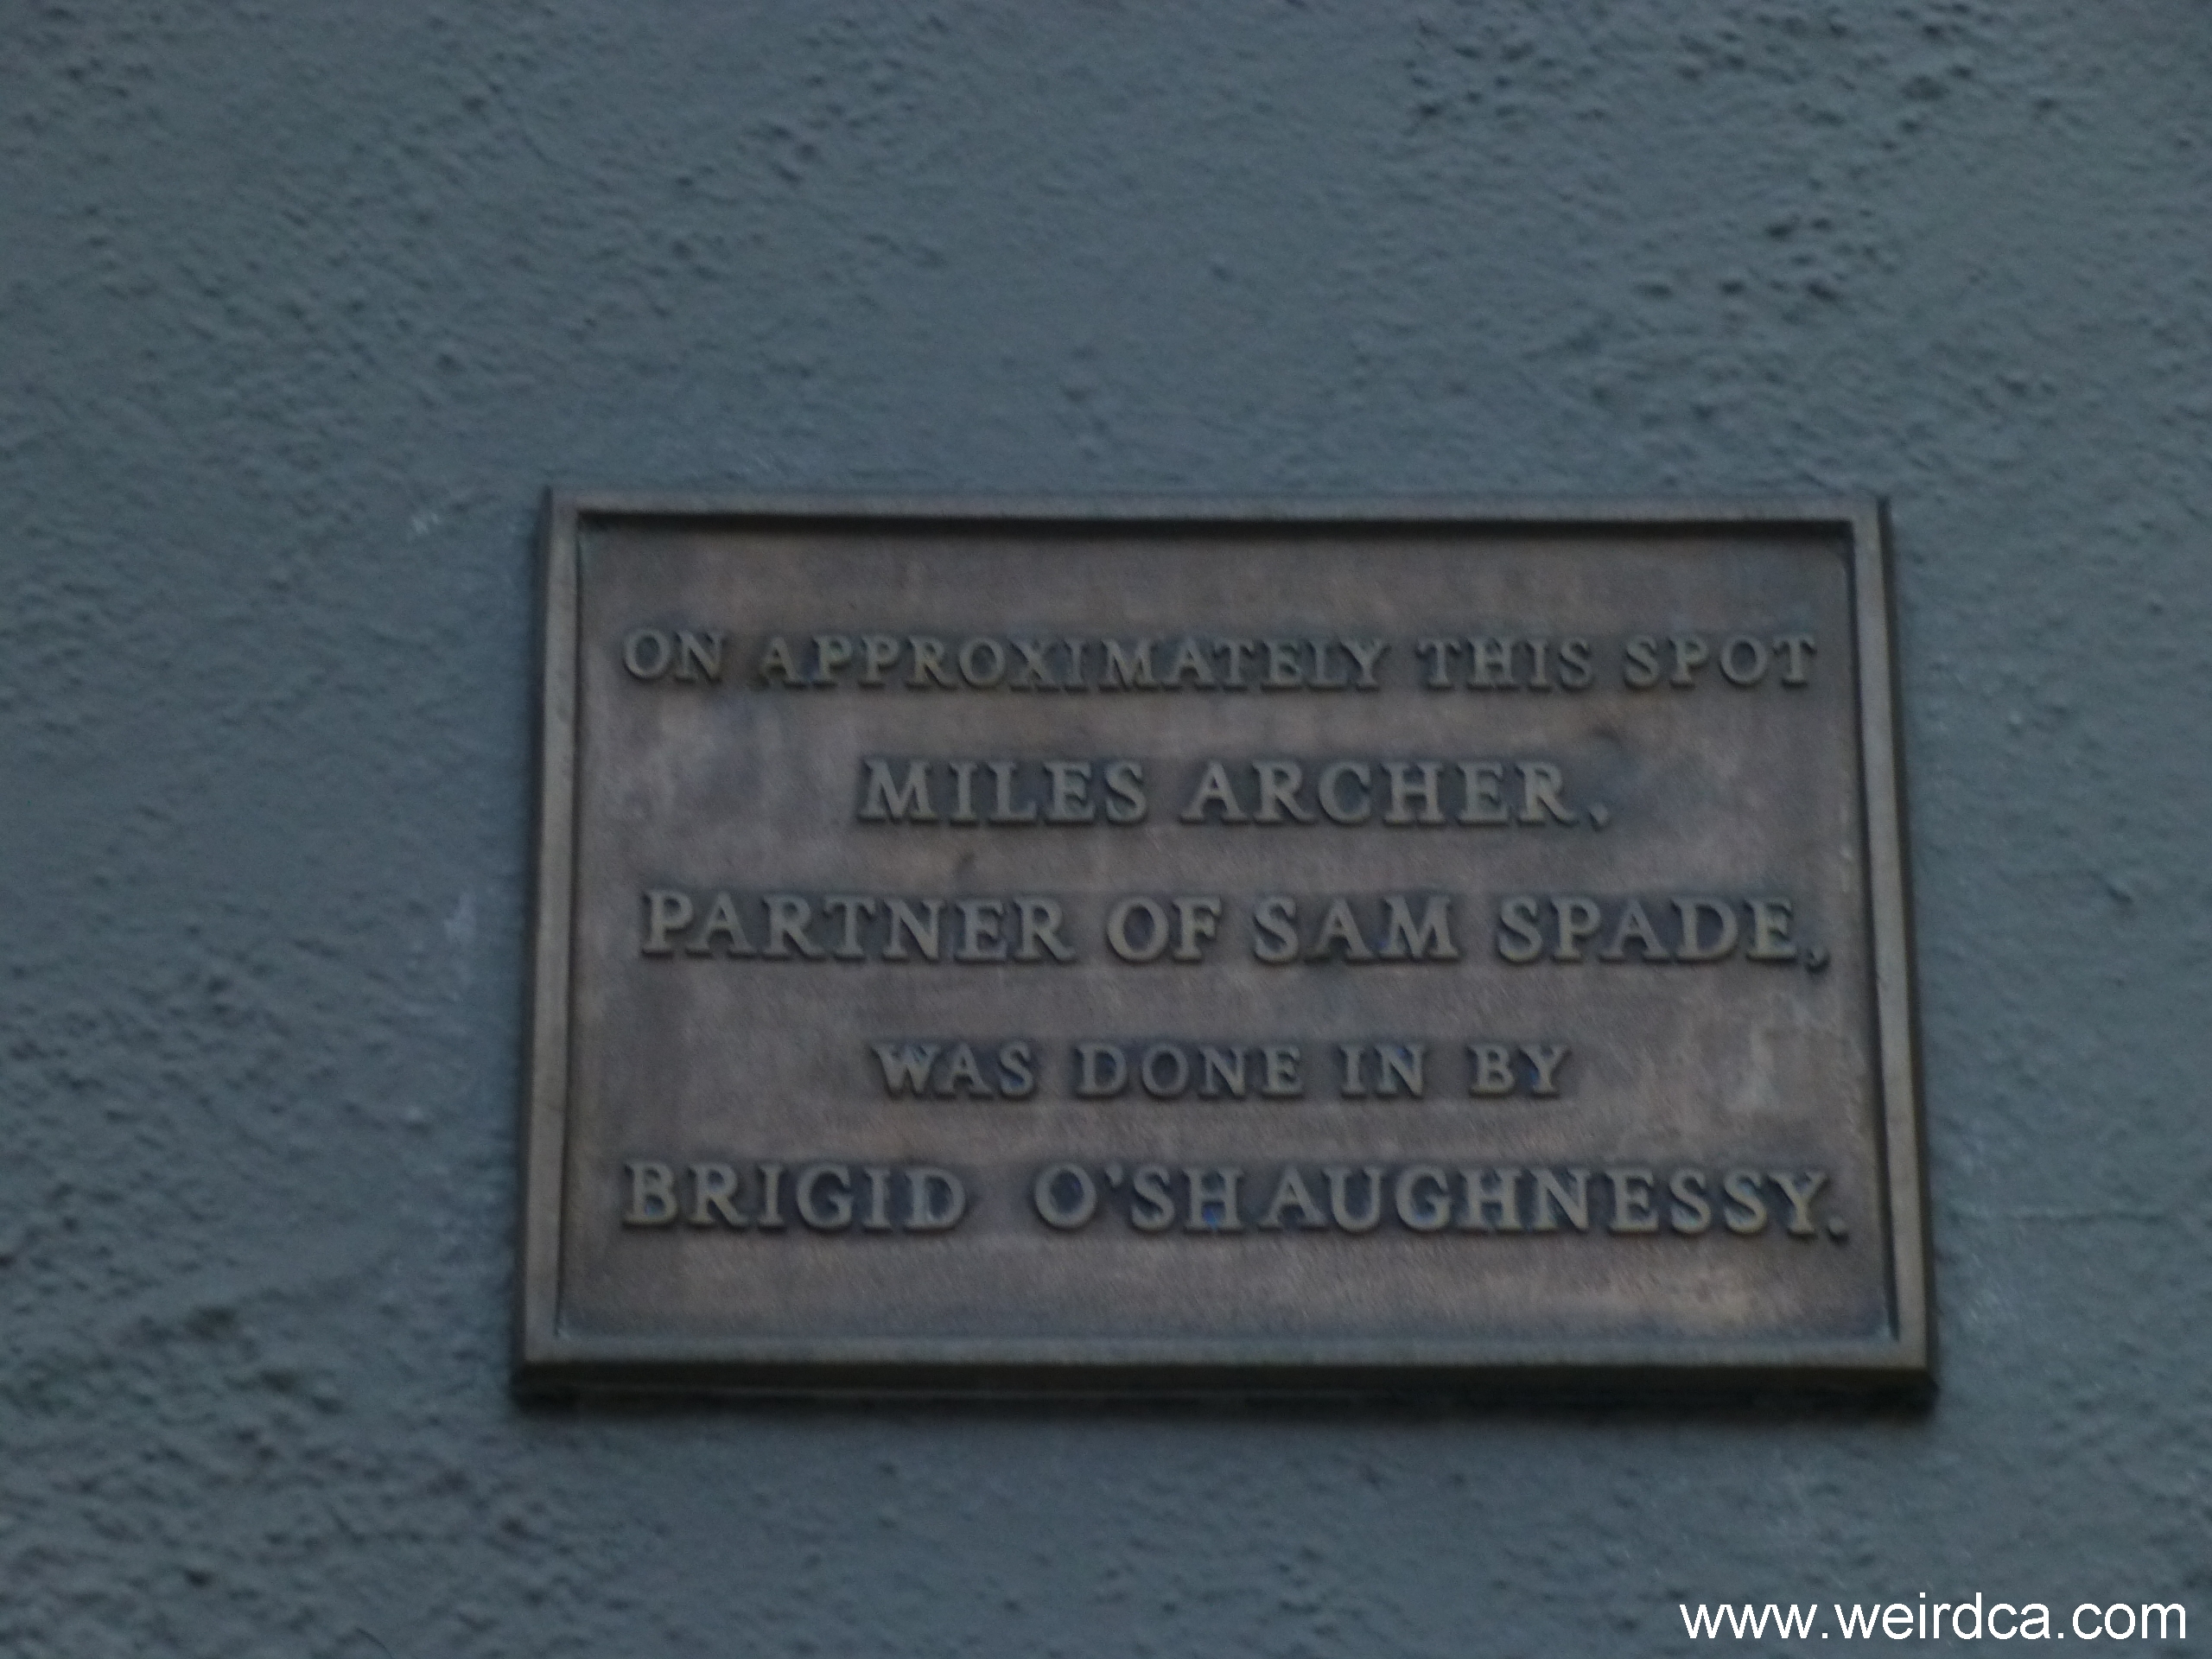 ON APPROXIMATELY THIS SPOT
MILES ARCHER,
PARTNER OF SAM SPADE,
WAS DONE IN BY
BRIGID O'SHAUGHNESSY.
www.weirdca.com